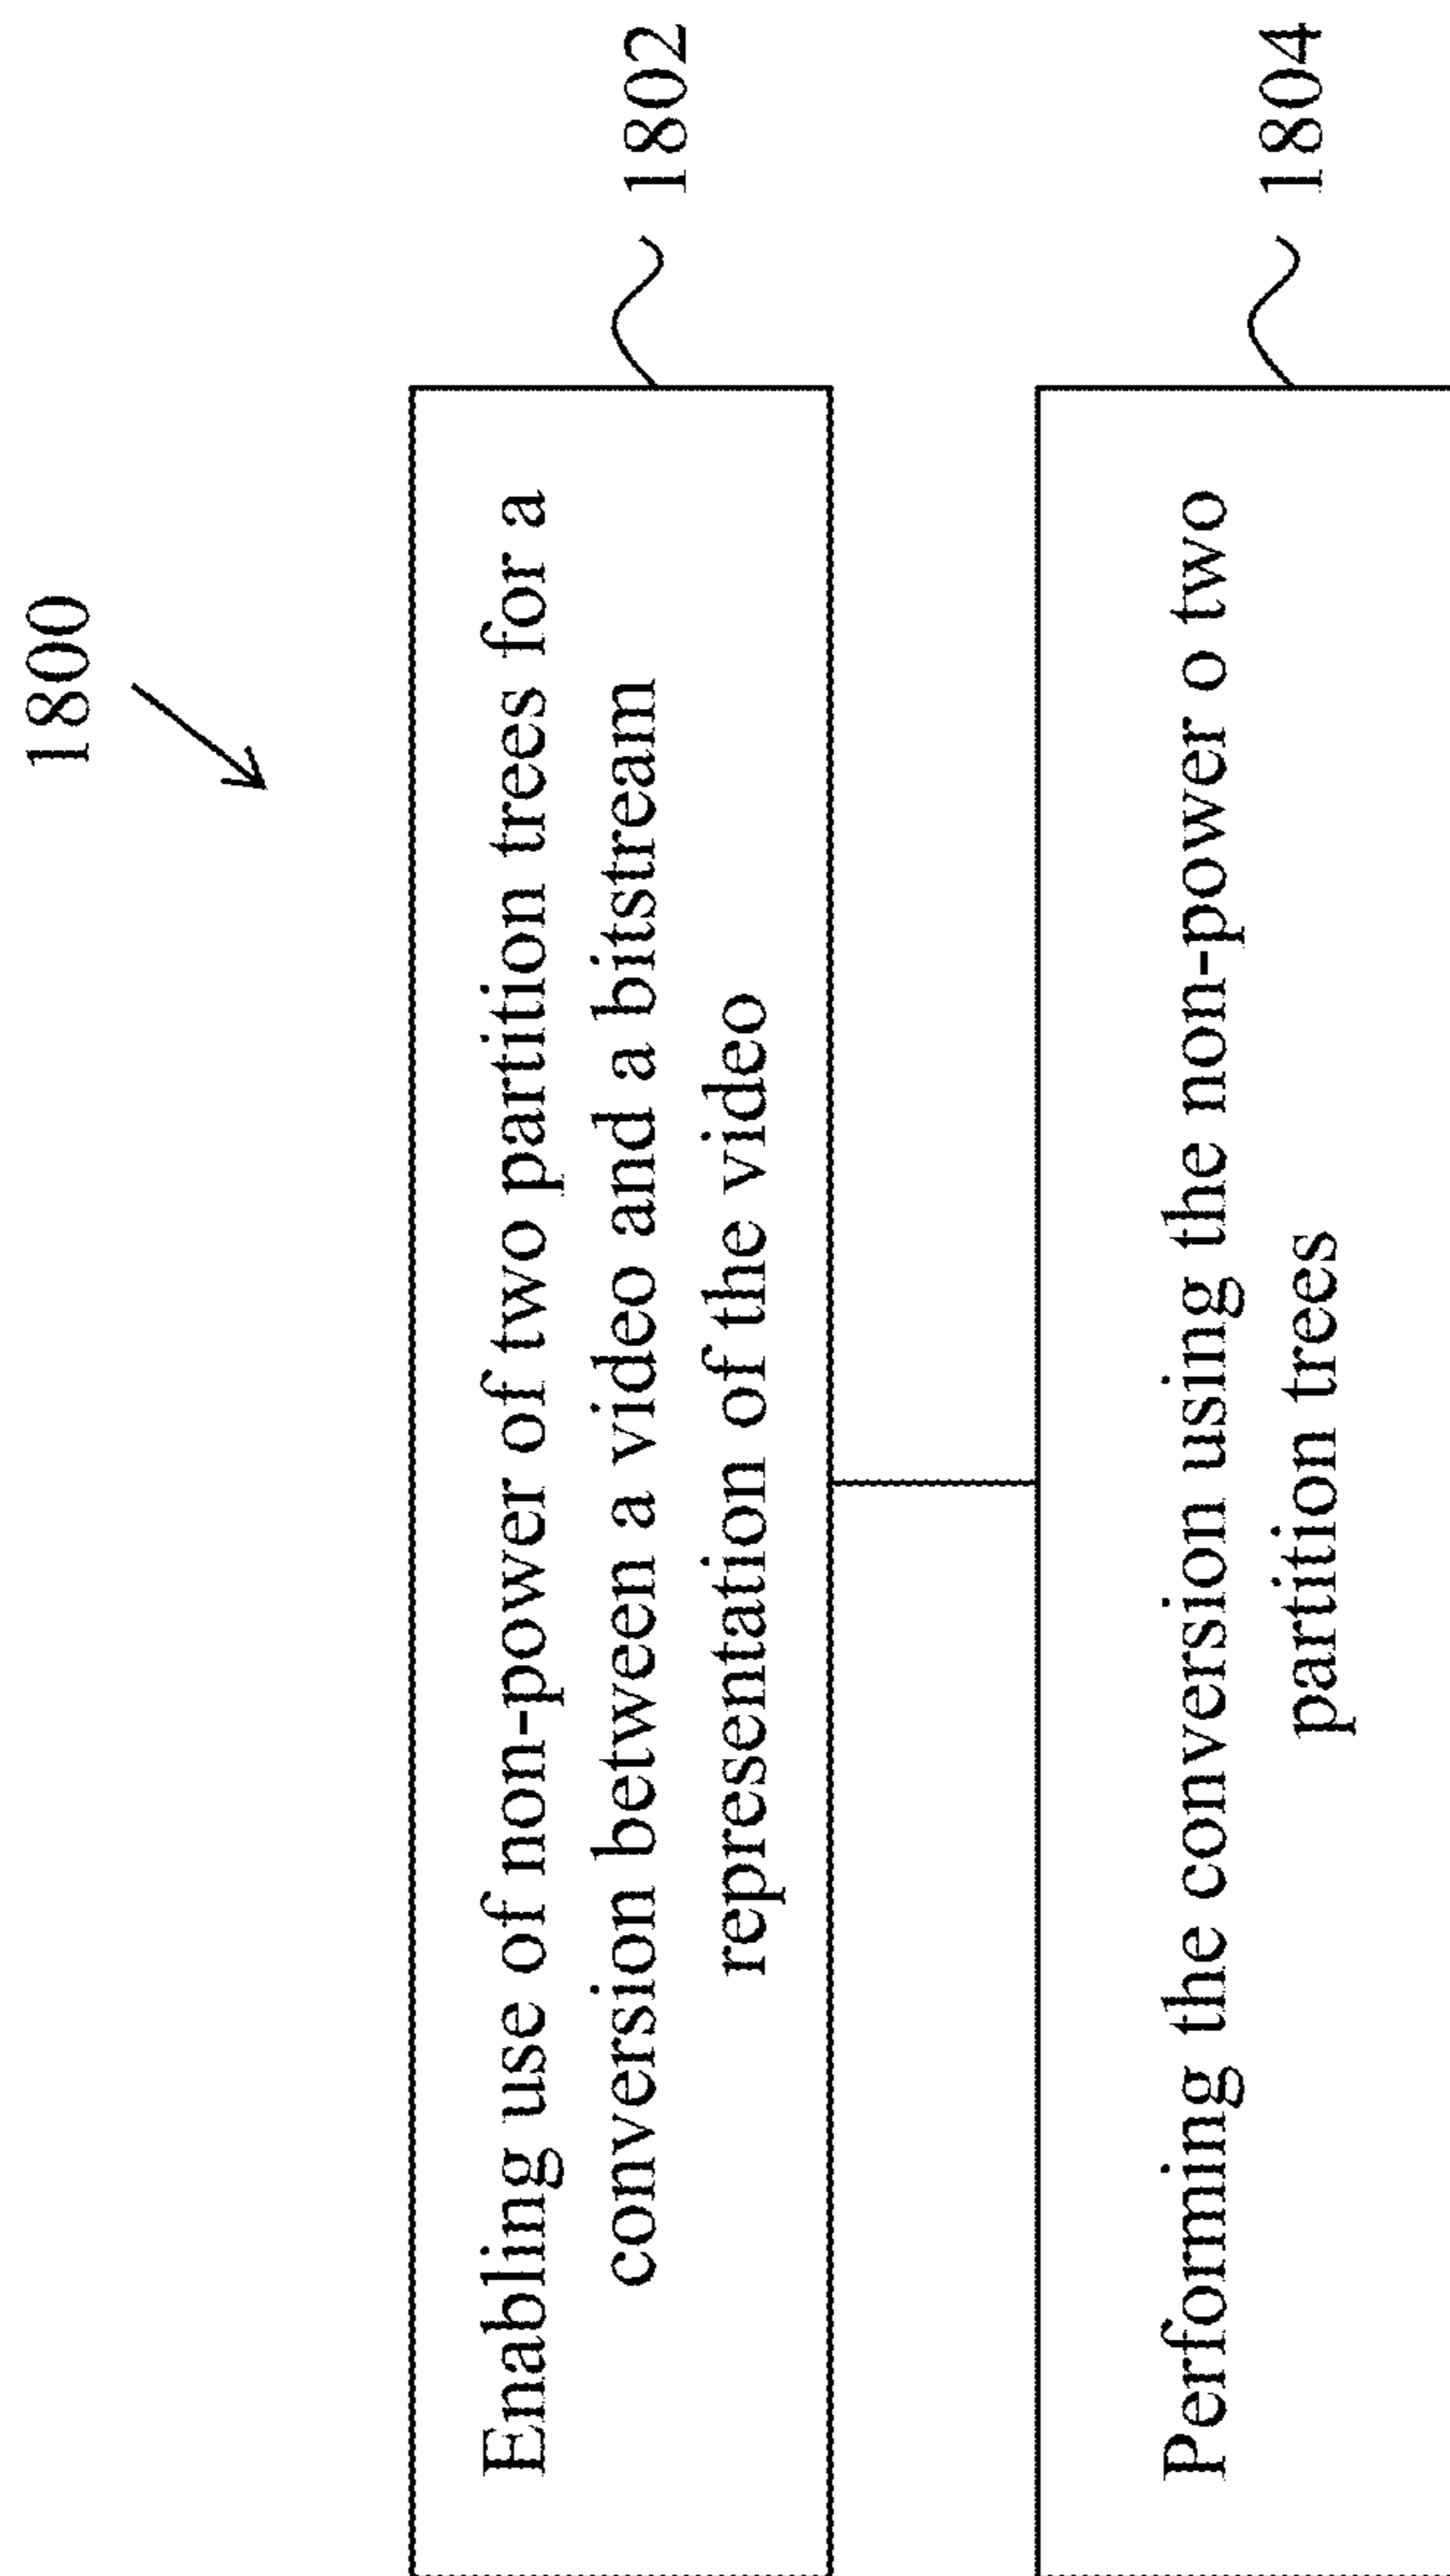 1800
Enabling use of non-power of two partition trees for a
conversion between a video and a bitstream
representation of the video
1802
Perfoming the conversion using the non-power o two
partition trees
1804